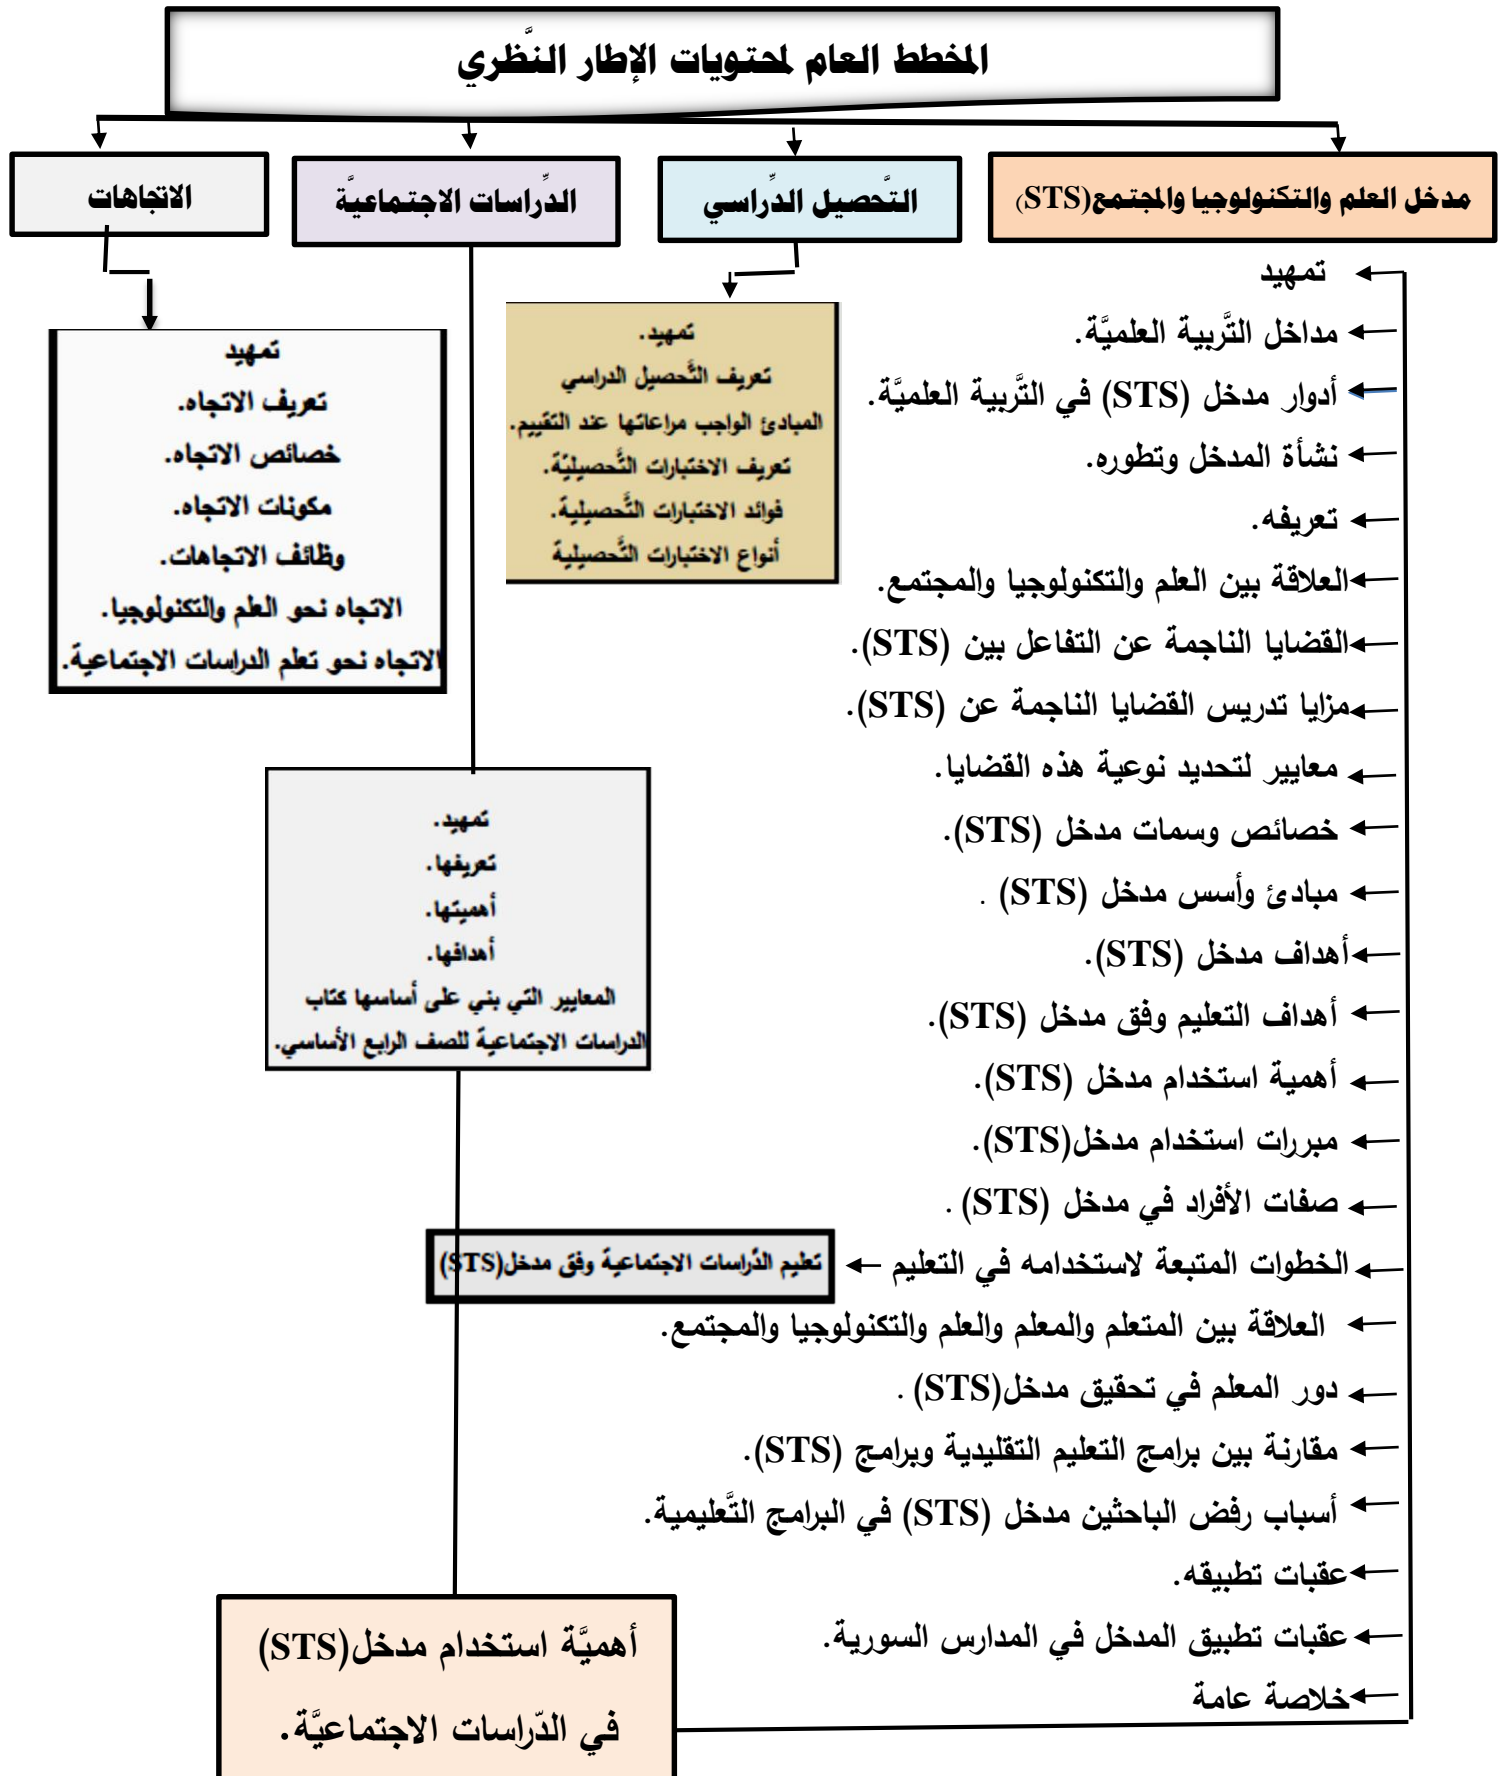 المخطط العام لمحتويات الإطار النَّظري
مدخل العلم والتكنولوجيا والمجتمع(STS)
التَّحصيل الدِّراسي
الدِّراسات الاجتماعيَّة
الاتجاهات
تمهيد
مداخل التَّربية العلميَّة.
أدوار مدخل (STS) في التَّربية العلميَّة.
نشأة المدخل وتطوره.
تعريفه.
العلاقة بين العلم والتكنولوجيا والمجتمع.
القضايا الناجمة عن التفاعل بين (STS).
مزايا تدريس القضايا الناجمة عن (STS).
معايير لتحديد نوعية هذه القضايا.
خصائص وسمات مدخل (STS).
مبادئ وأسس مدخل (STS) .
أهداف مدخل (STS).
أهداف التعليم وفق مدخل (STS).
أهمية استخدام مدخل (STS).
مبررات استخدام مدخل(STS).
صفات الأفراد في مدخل (STS) .
الخطوات المتبعة لاستخدامه في التعليم
تعليم الدِّراسات الاجتماعيَّة وفق مدخل(STS)
العلاقة بين المتعلم والمعلم والعلم والتكنولوجيا والمجتمع.
دور المعلم في تحقيق مدخل(STS) .
مقارنة بين برامج التعليم التقليدية وبرامج (STS).
أسباب رفض الباحثين مدخل (STS) في البرامج التَّعليمية.
عقبات تطبيقه.
عقبات تطبيق المدخل في المدارس السورية.
خلاصة عامة
تمهيد.
تعريف التَّحصيل الدراسي
المبادئ الواجب مراعاتها عند التقييم.
تعريف الاختبارات التَّحصيليّة.
فوائد الاختبارات التَّحصيلية.
أنواع الاختبارات التَّحصيلية
تمهيد.
تعريفها.
أهميتها.
أهدافها.
المعايير التي بني على أساسها كتاب
الدراسات الاجتماعية للصف الرابع الأساسي.
تمهيد
تعريف الاتجاه.
خصائص الاتجاه.
مكونات الاتجاه.
وظائف الاتجاهات.
الاتجاه نحو العلم والتكنولوجيا.
الاتجاه نحو تعلم الدراسات الاجتماعية.
أهميَّة استخدام مدخل(STS)
في الدّراسات الاجتماعيَّة.